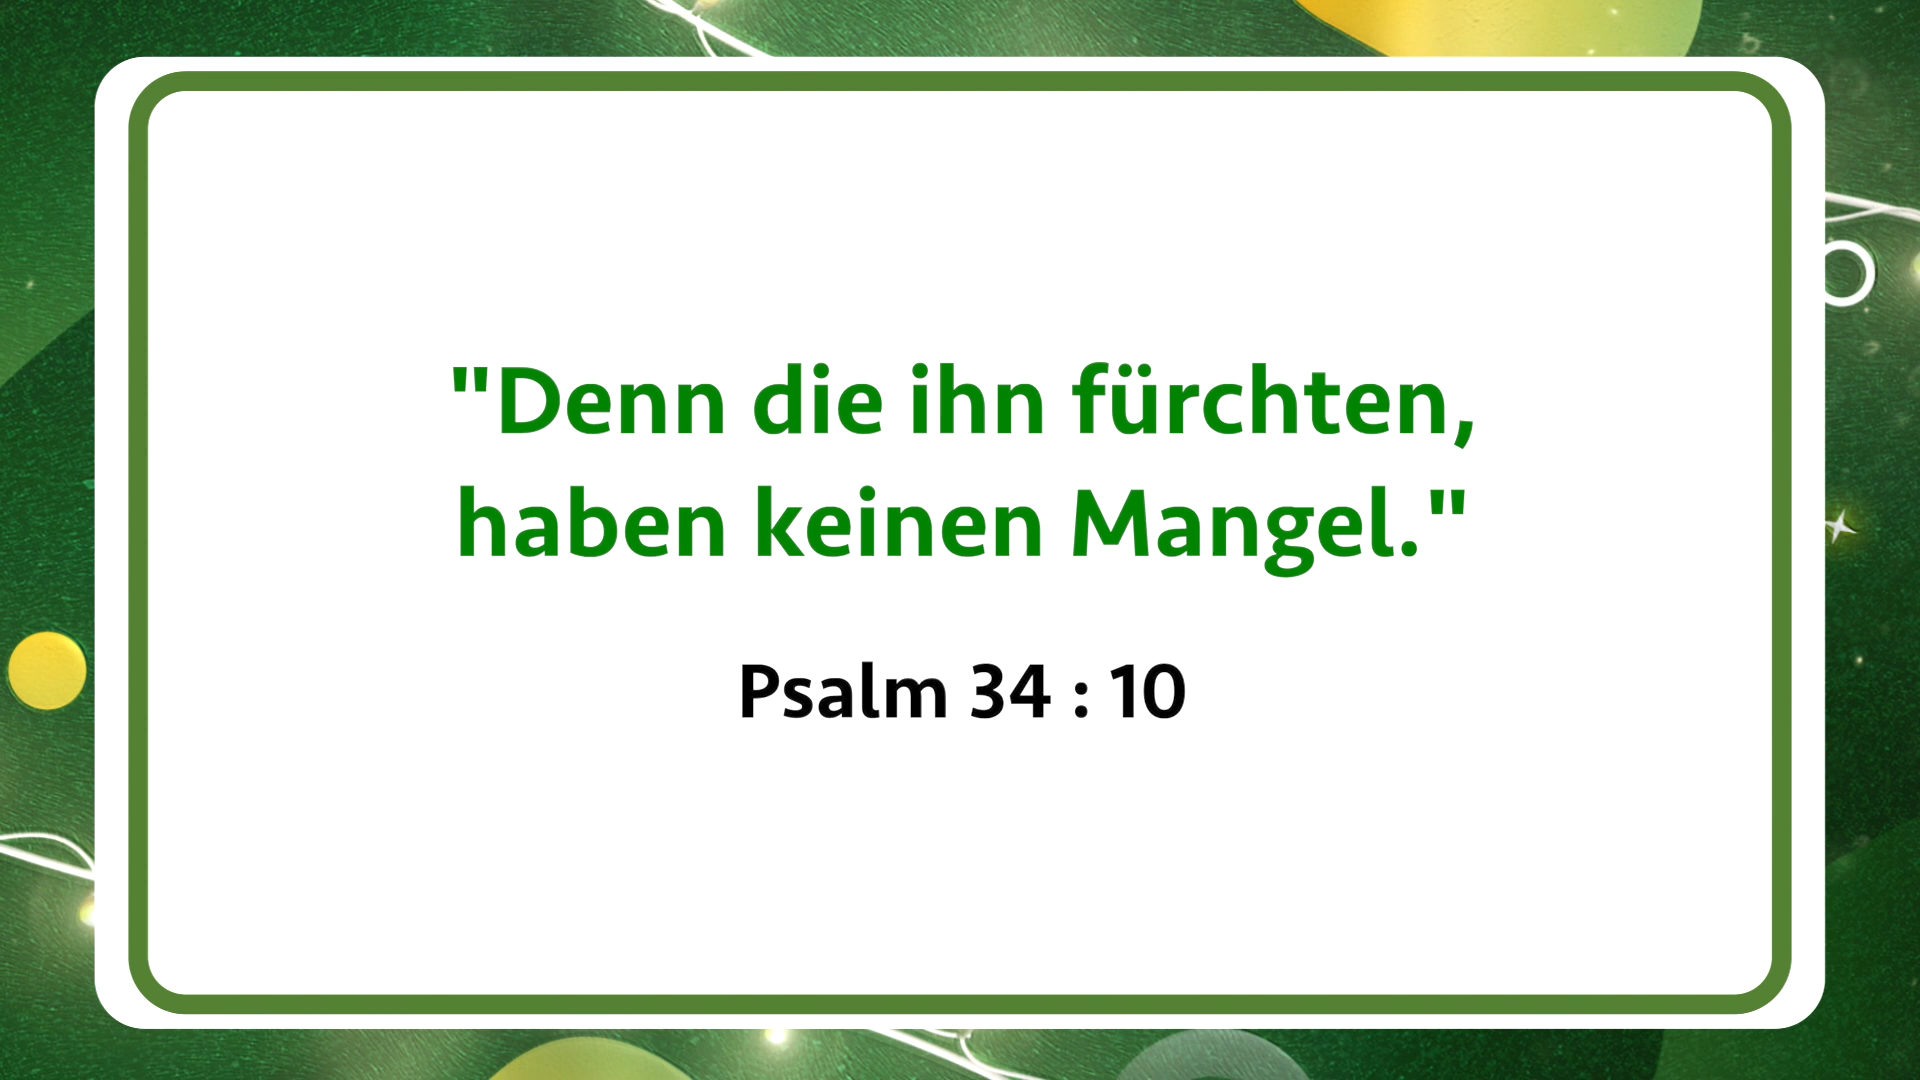 "Denn die ihn fürchten,
haben keinen Mangel."
Psalm 34 : 10